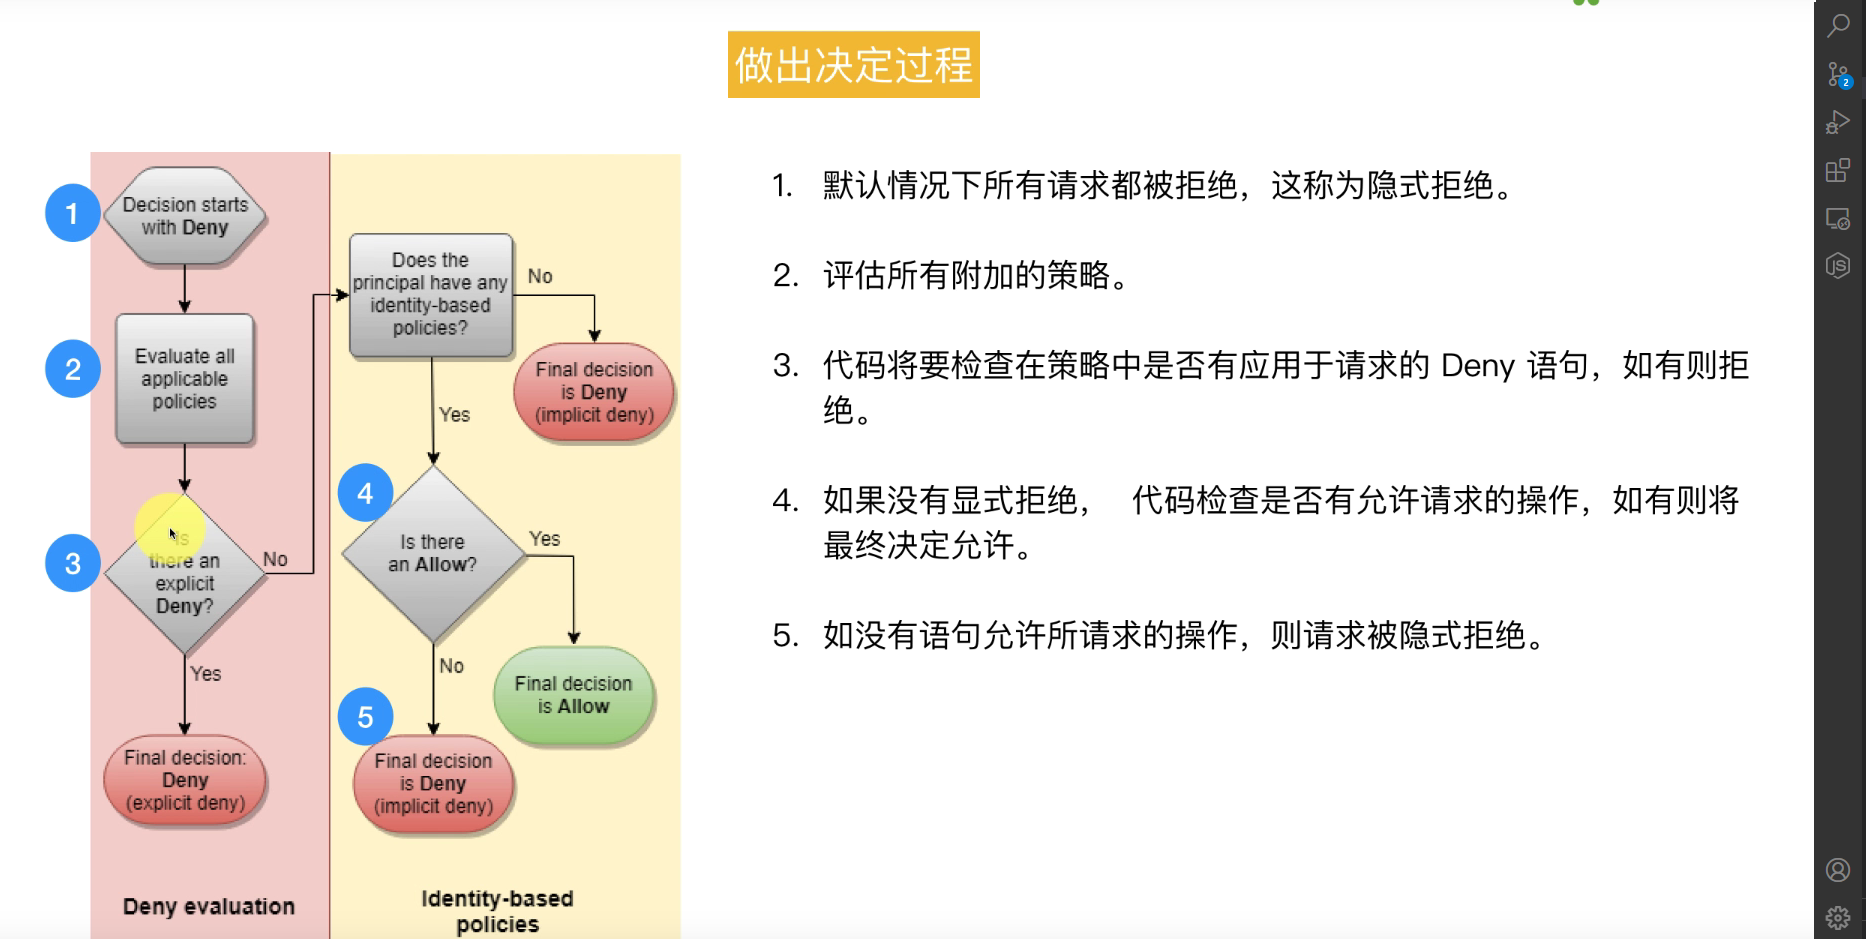 做出决定过程
1
Decision starts
with Deny
2
Evaluate all
applicable
policies
3
Is
there an
explicit
Deny?
No
Yes
Final decision:
Deny
(explicit deny)
Deny evaluation
Does the
principal have any
identity-based
policies?
No
Final decision
is Deny
(implicit deny)
Yes
4
Is there
an Allow?
Yes
Final decision
is Allow
No
5
Final decision
is Deny
(implicit deny)
Identity-based
policies
1. 默认情况下所有请求都被拒绝，这称为隐式拒绝。
2. 评估所有附加的策略。
3. 代码将要检查在策略中是否有应用于请求的 Deny 语句，如有则拒
绝。
4. 如果没有显式拒绝， 代码检查是否有允许请求的操作，如有则将
最终决定允许。
5. 如没有语句允许所请求的操作，则请求被隐式拒绝。
2
JS